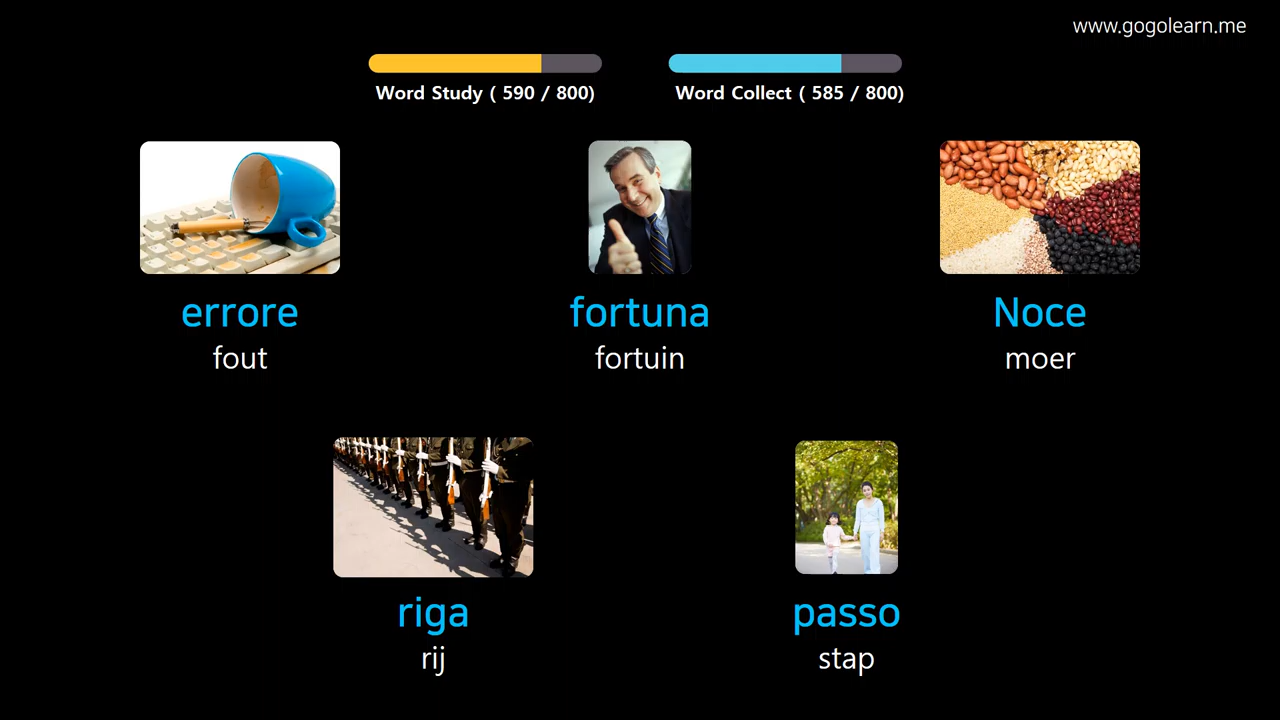 www.gogolearn.me
Word Study ( 590 / 800)
Word Collect ( 585 / 800)
errore
fout
fortuna
fortuin
Noce
moer
riga
rij
passo
stap